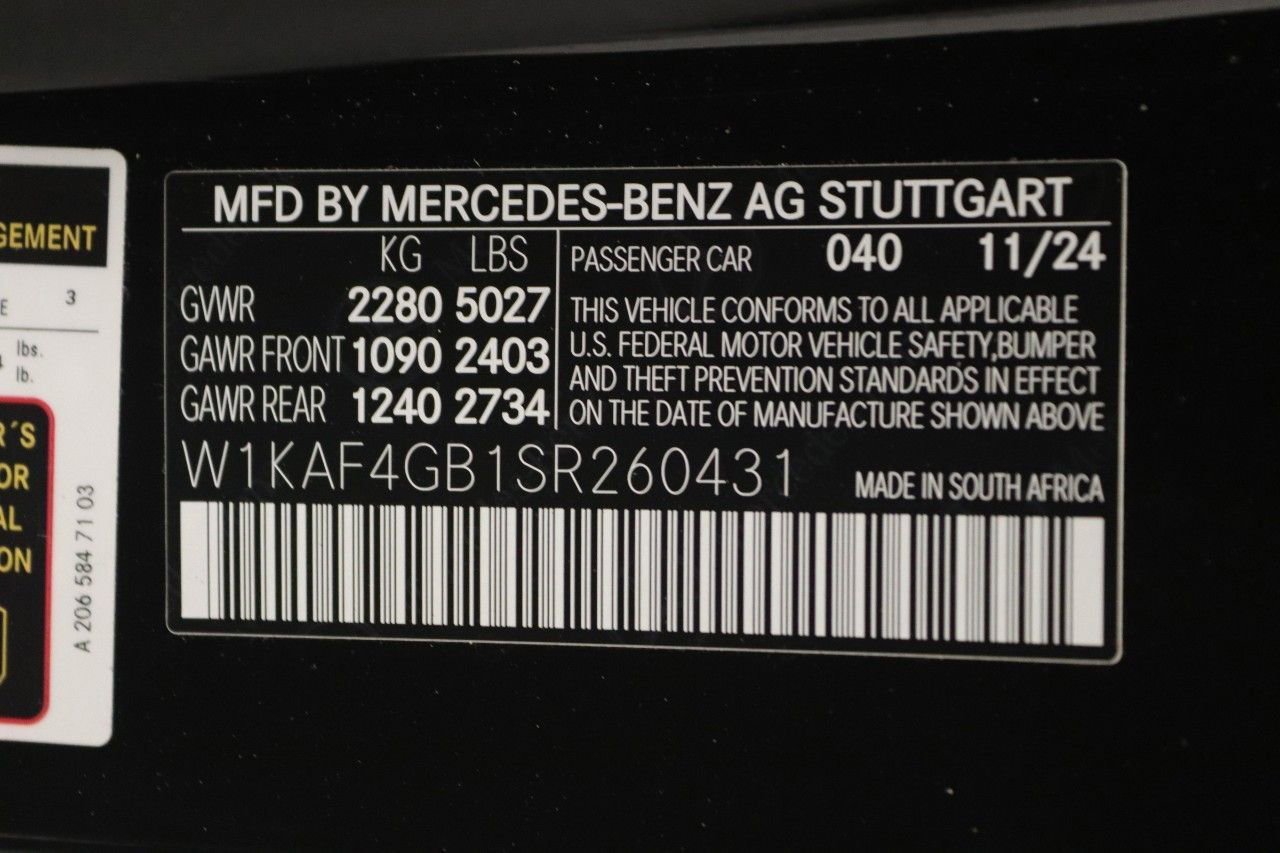 GEMENT
E 3
lbs.
lb.
R´S
OR
AL
ON
A 206 584 71 03
MFD BY MERCEDES-BENZ AG STUTTGART
KG LBS
GVWR 2280 5027
GAWR FRONT 1090 2403
GAWR REAR 1240 2734
PASSENGER CAR 040 11/24
THIS VEHICLE CONFORMS TO ALL APPLICABLE
U.S. FEDERAL MOTOR VEHICLE SAFETY,BUMPER
AND THEFT PREVENTION STANDARDS IN EFFECT
ON THE DATE OF MANUFACTURE SHOWN ABOVE
W1KAF4GB1SR260431
MADE IN SOUTH AFRICA